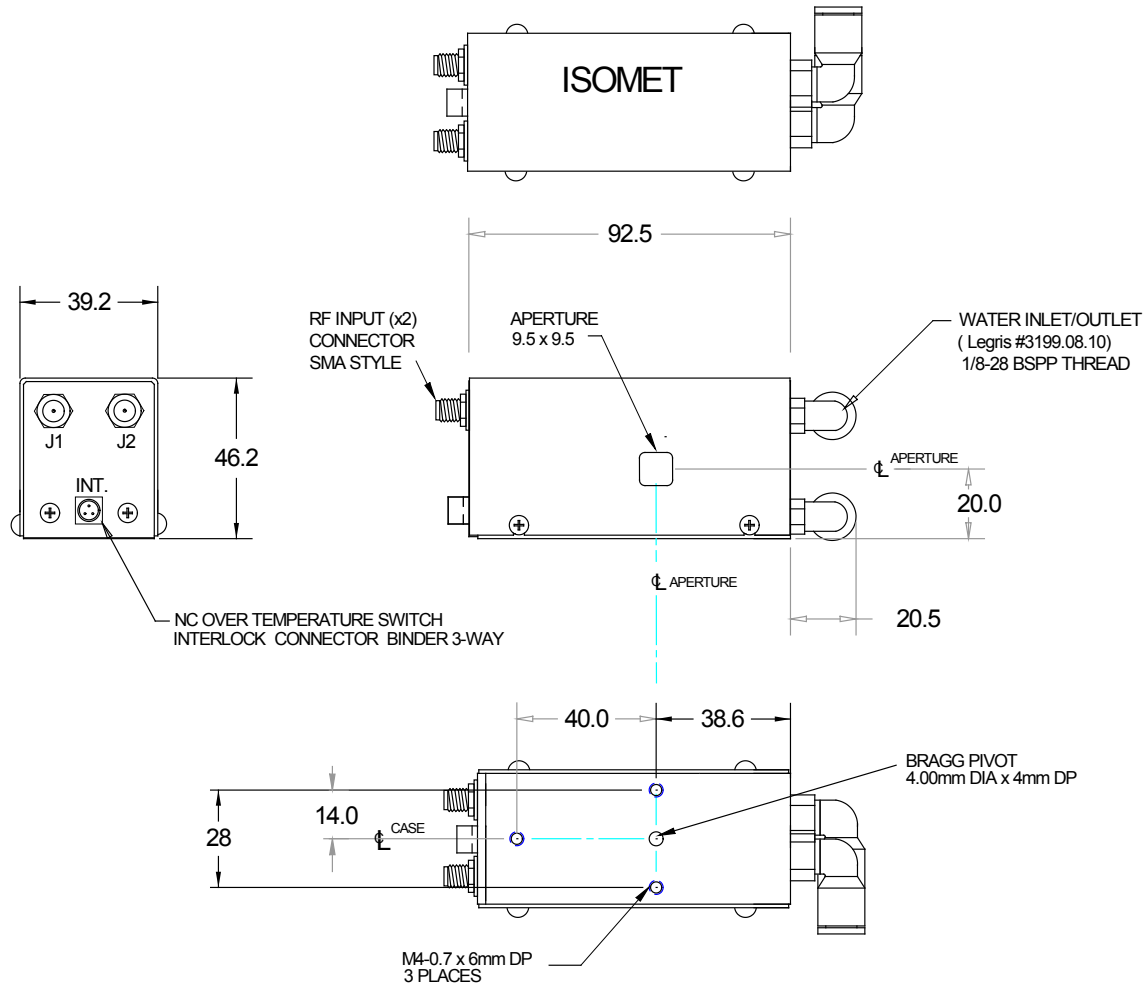 ISOMET
92.5
39.2
RF INPUT (x2)
CONNECTOR
SMA STYLE
APERTURE
9.5 x 9.5
WATER INLET/OUTLET
( Legris #3199.08.10)
1/8-28 BSPP THREAD
J1 J2
46.2
INT.
℄ APERTURE
20.0
℄ APERTURE
NC OVER TEMPERATURE SWITCH
INTERLOCK CONNECTOR BINDER 3-WAY
20.5
40.0 38.6
BRAGG PIVOT
4.00mm DIA x 4mm DP
14.0
28
℄ CASE
M4-0.7 x 6mm DP
3 PLACES